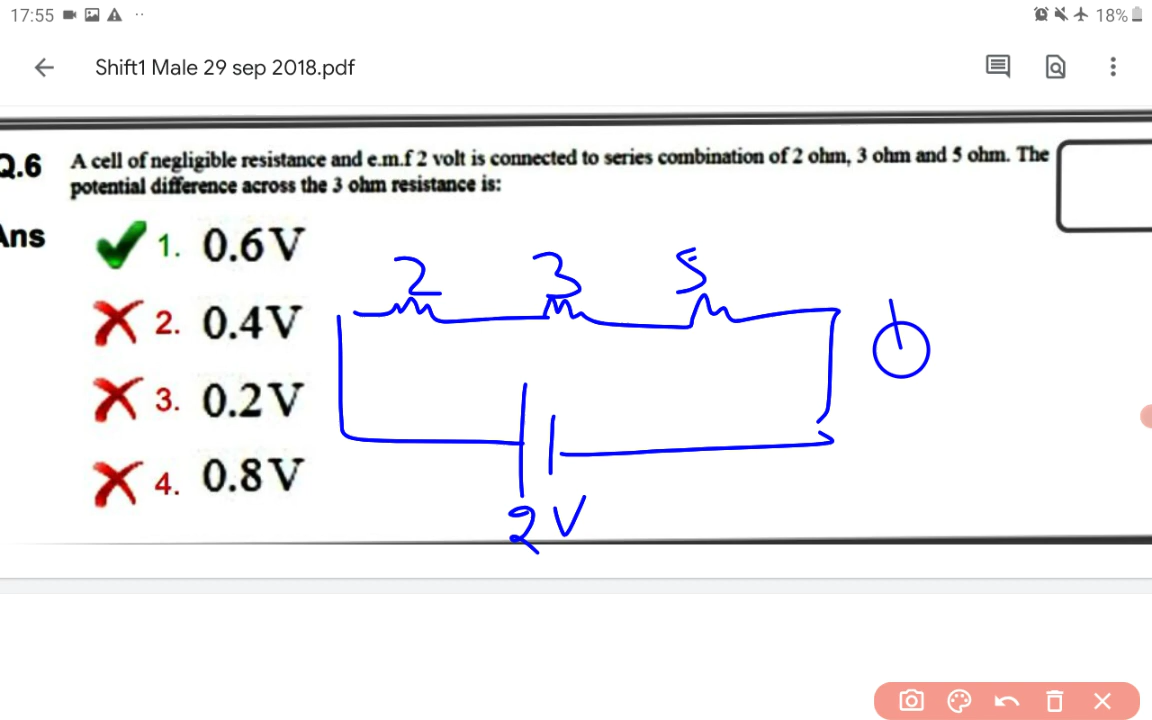 17:55
18%
Shift1 Male 29 sep 2018.pdf
Q.6 A cell of negligible resistance and e.m.f 2 volt is connected to series combination of 2 ohm, 3 ohm and 5 ohm. The
potential difference across the 3 ohm resistance is:
Ans 1. 0.6V
2. 0.4V
3. 0.2V
4. 0.8V
2 3 5
2V